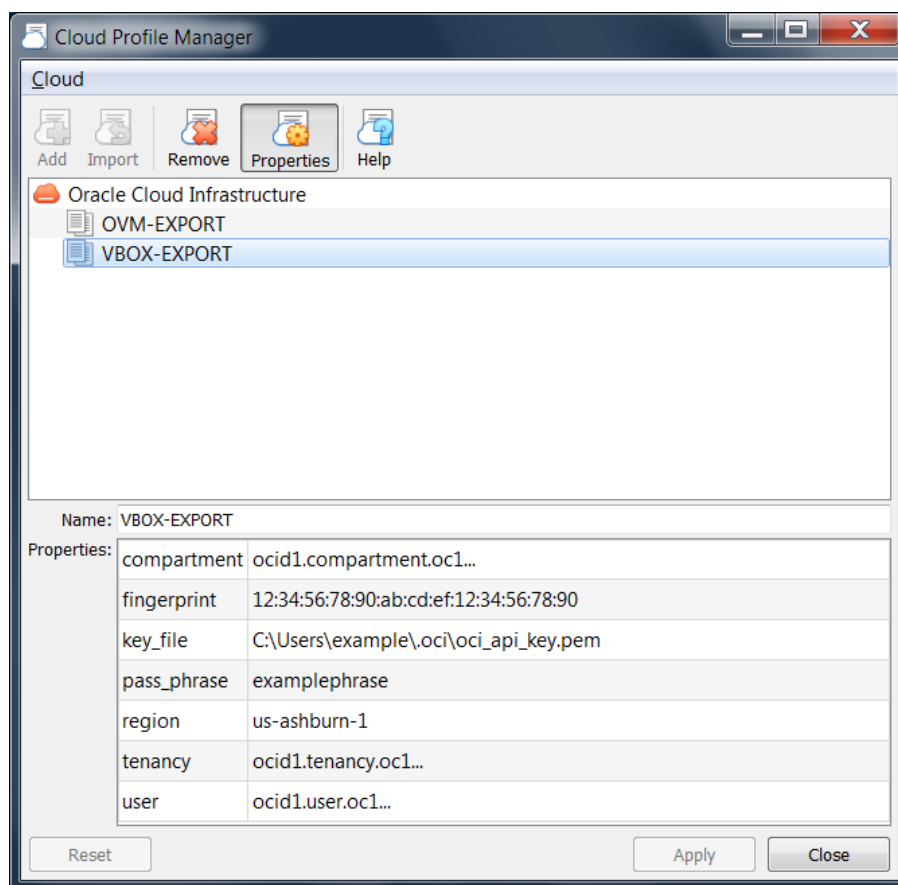 Cloud Profile Manager
Cloud
Add Import Remove Properties Help
Oracle Cloud Infrastructure
OVM-EXPORT
VBOX-EXPORT
Name: VBOX-EXPORT
Properties:
compartment ocid1.compartment.oc1...
fingerprint 12:34:56:78:90:ab:cd:ef:12:34:56:78:90
key_file C:\Users\example\.oci\oci_api_key.pem
pass_phrase examplephrase
region us-ashburn-1
tenancy ocid1.tenancy.oc1...
user ocid1.user.oc1...
Reset Apply Close